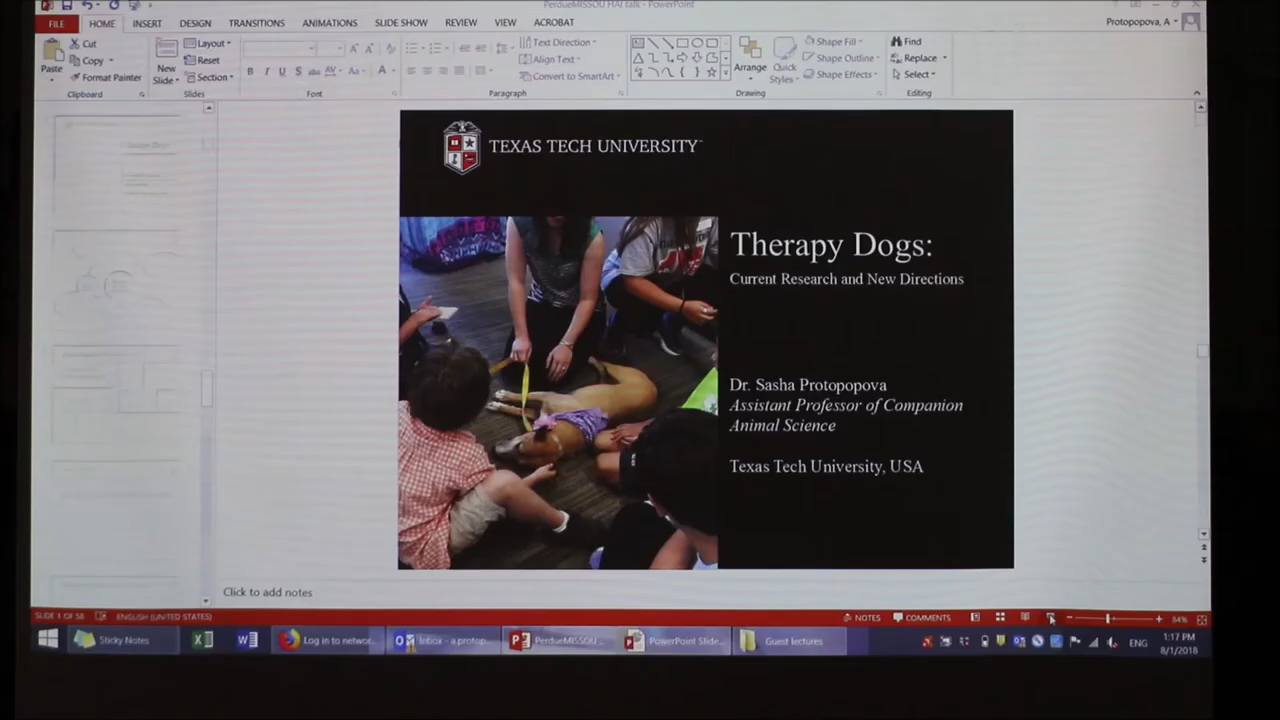 PerdueMISSOU HAI talk - PowerPoint
FILE HOME INSERT DESIGN TRANSITIONS ANIMATIONS SLIDE SHOW REVIEW VIEW ACROBAT
Protopopova, A
Paste
Cut
Copy
Format Painter
Clipboard
New
Slide
Layout
Reset
Section
Slides
Font
Text Direction
Align Text
Convert to SmartArt
Paragraph
Arrange
Quick
Styles
Shape Fill
Shape Outline
Shape Effects
Drawing
Find
Replace
Select
Editing
TEXAS TECH UNIVERSITY
Therapy Dogs:
Current Research and New Directions
Dr. Sasha Protopopova
Assistant Professor of Companion
Animal Science
Texas Tech University, USA
Click to add notes
SLIDE 1 OF 58 ENGLISH (UNITED STATES)
NOTES COMMENTS 84%
Sticky Notes
Log in to networ...
Inbox - a.protop...
PerdueMISSOU...
PowerPoint Slide...
Guest lectures
ENG
1:17 PM
8/1/2018